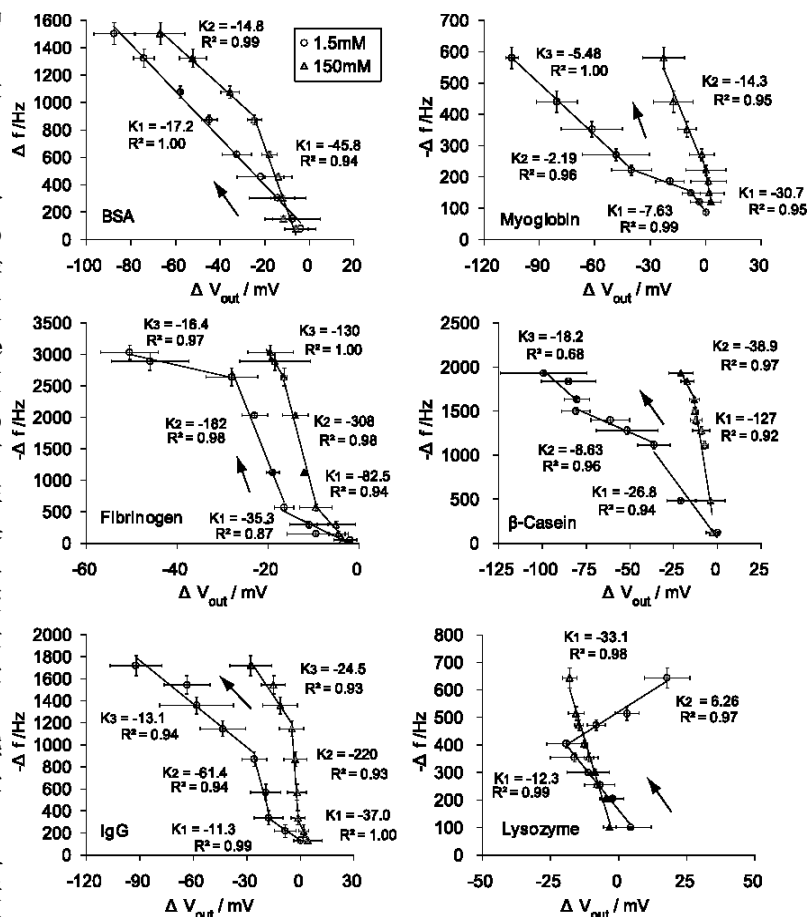 1600
1400
1200
1000
800
600
400
200
0
Δ f /Hz
K2 = -14.8
R² = 0.99
1.5mM
150mM
K1 = -17.2
R² = 1.00
K1 = -45.8
R² = 0.94
BSA
-100 -80 -60 -40 -20 0 20
Δ Vout / mV
700
600
500
400
300
200
100
0
-Δ f /Hz
K3 = -5.48
R² = 1.00
K2 = -14.3
R² = 0.95
K2 = -2.19
R² = 0.96
K1 = -7.63
R² = 0.99
K1 = -30.7
R² = 0.95
Myoglobin
-120 -90 -60 -30 0 30
Δ Vout / mV
3500
3000
2500
2000
1500
1000
500
0
-Δ f /Hz
K3 = -16.4
R² = 0.97
K3 = -130
R² = 1.00
K2 = -182
R² = 0.98
K2 = -308
R² = 0.98
K1 = -82.5
R² = 0.94
K1 = -35.3
R² = 0.87
Fibrinogen
-60 -40 -20 0
Δ Vout / mV
2500
2000
1500
1000
500
0
-Δ f /Hz
K3 = -18.2
R² = 0.68
K2 = -38.9
R² = 0.97
K1 = -127
R² = 0.92
K2 = -8.63
R² = 0.96
K1 = -26.8
R² = 0.94
β-Casein
-125 -100 -75 -50 -25 0 25
Δ Vout / mV
2000
1800
1600
1400
1200
1000
800
600
400
200
0
-Δ f /Hz
K3 = -24.5
R² = 0.93
K3 = -13.1
R² = 0.94
K2 = -61.4
R² = 0.94
K2 = -220
R² = 0.93
K1 = -11.3
R² = 0.99
K1 = -37.0
R² = 1.00
IgG
-120 -90 -60 -30 0 30
Δ Vout / mV
800
700
600
500
400
300
200
100
0
-Δ f /Hz
K1 = -33.1
R² = 0.98
K2 = 6.26
R² = 0.97
K1 = -12.3
R² = 0.99
Lysozyme
-50 -25 0 25 50
Δ Vout / mV